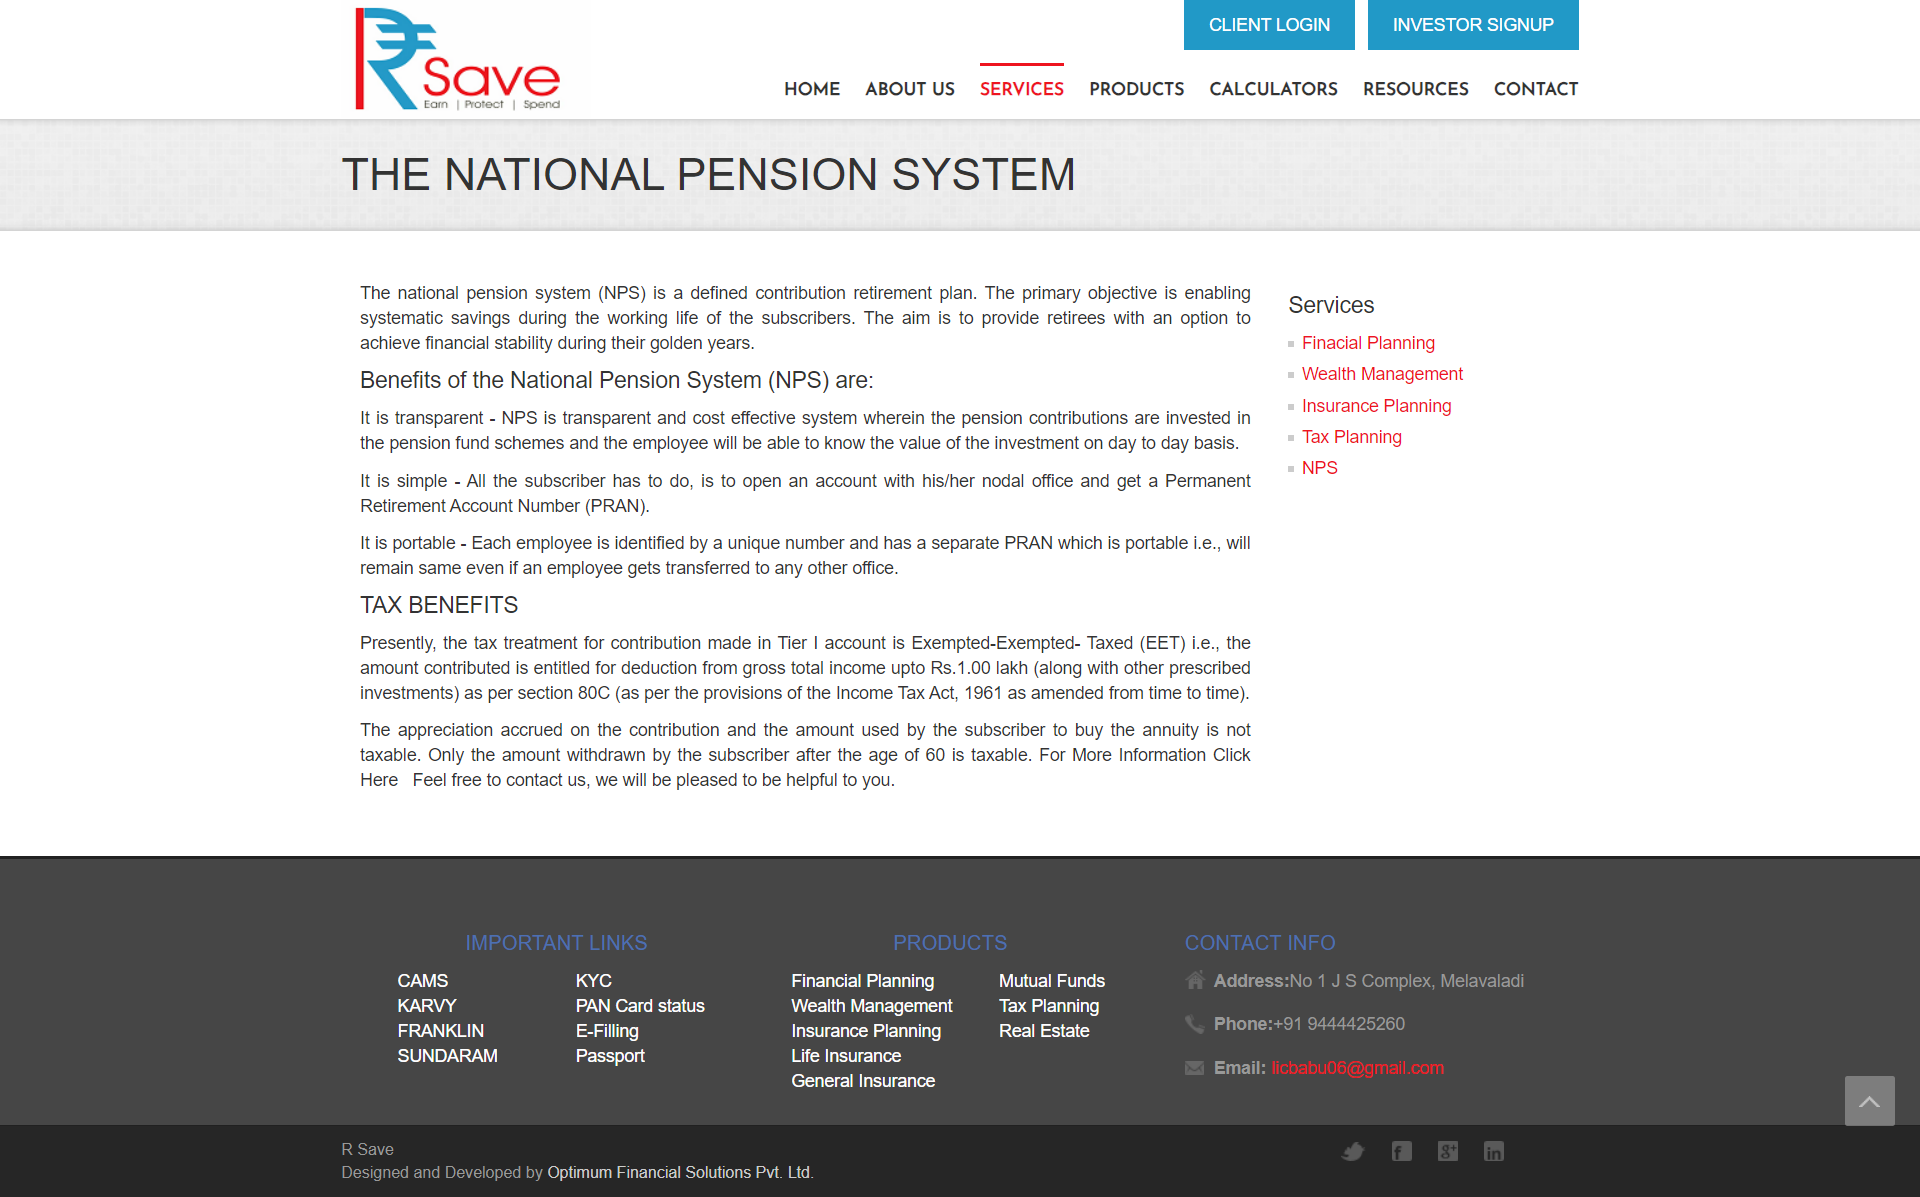 CLIENT LOGIN INVESTOR SIGNUP
R Save
Earn | Protect | Spend
HOME ABOUT US SERVICES PRODUCTS CALCULATORS RESOURCES CONTACT
THE NATIONAL PENSION SYSTEM
The national pension system (NPS) is a defined contribution retirement plan. The primary objective is enabling
systematic savings during the working life of the subscribers. The aim is to provide retirees with an option to
achieve financial stability during their golden years.
Benefits of the National Pension System (NPS) are:
It is transparent - NPS is transparent and cost effective system wherein the pension contributions are invested in
the pension fund schemes and the employee will be able to know the value of the investment on day to day basis.
It is simple - All the subscriber has to do, is to open an account with his/her nodal office and get a Permanent
Retirement Account Number (PRAN).
It is portable - Each employee is identified by a unique number and has a separate PRAN which is portable i.e., will
remain same even if an employee gets transferred to any other office.
TAX BENEFITS
Presently, the tax treatment for contribution made in Tier I account is Exempted-Exempted- Taxed (EET) i.e., the
amount contributed is entitled for deduction from gross total income upto Rs.1.00 lakh (along with other prescribed
investments) as per section 80C (as per the provisions of the Income Tax Act, 1961 as amended from time to time).
The appreciation accrued on the contribution and the amount used by the subscriber to buy the annuity is not
taxable. Only the amount withdrawn by the subscriber after the age of 60 is taxable. For More Information Click
Here Feel free to contact us, we will be pleased to be helpful to you.
Services
Finacial Planning
Wealth Management
Insurance Planning
Tax Planning
NPS
IMPORTANT LINKS
CAMS KYC
KARVY PAN Card status
FRANKLIN E-Filling
SUNDARAM Passport
PRODUCTS
Financial Planning Mutual Funds
Wealth Management Tax Planning
Insurance Planning Real Estate
Life Insurance
General Insurance
CONTACT INFO
Address:No 1 J S Complex, Melavaladi
Phone:+91 9444425260
Email: licbabu06@gmail.com
R Save
Designed and Developed by Optimum Financial Solutions Pvt. Ltd.